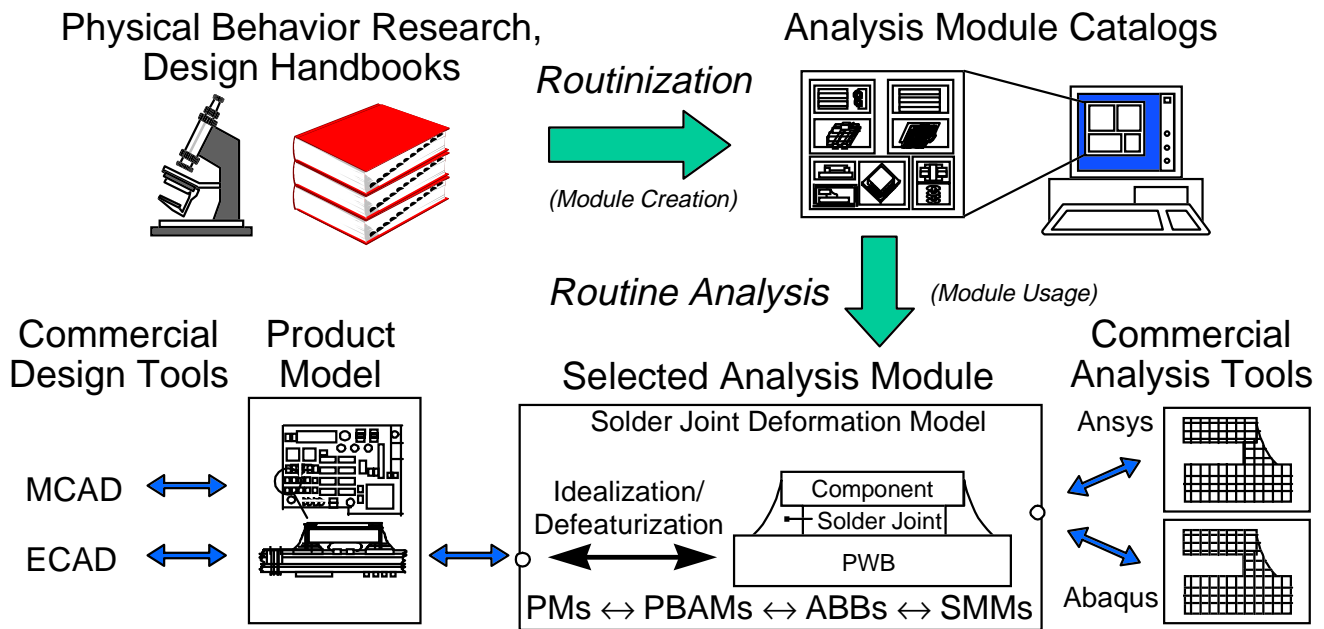 Physical Behavior Research,
Design Handbooks
Routinization
(Module Creation)
Analysis Module Catalogs
Routine Analysis
(Module Usage)
Commercial
Design Tools
Product
Model
Selected Analysis Module
Commercial
Analysis Tools
MCAD
ECAD
Solder Joint Deformation Model
Idealization/
Defeaturization
Component
Solder Joint
PWB
PMs ↔ PBAMs ↔ ABBs ↔ SMMs
Ansys
Abaqus